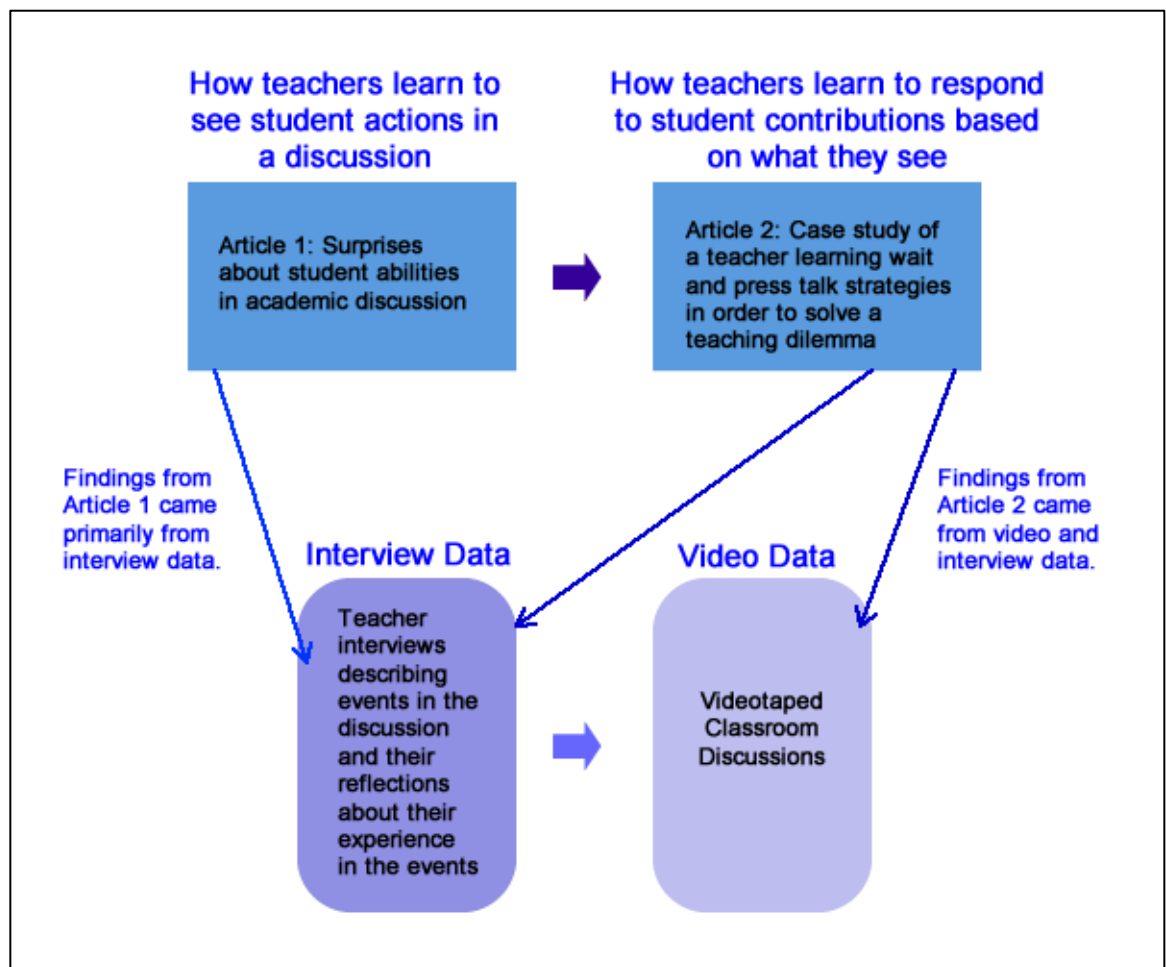 How teachers learn to
see student actions in
a discussion
How teachers learn to respond
to student contributions based
on what they see
Article 1: Surprises
about student abilities
in academic discussion
Article 2: Case study of
a teacher learning wait
and press talk strategies
in order to solve a
teaching dilemma
Findings from
Article 1 came
primarily from
interview data.
Findings from
Article 2 came
from video and
interview data.
Interview Data
Teacher
interviews
describing
events in the
discussion
and their
reflections
about their
experience
in the events
Video Data
Videotaped
Classroom
Discussions